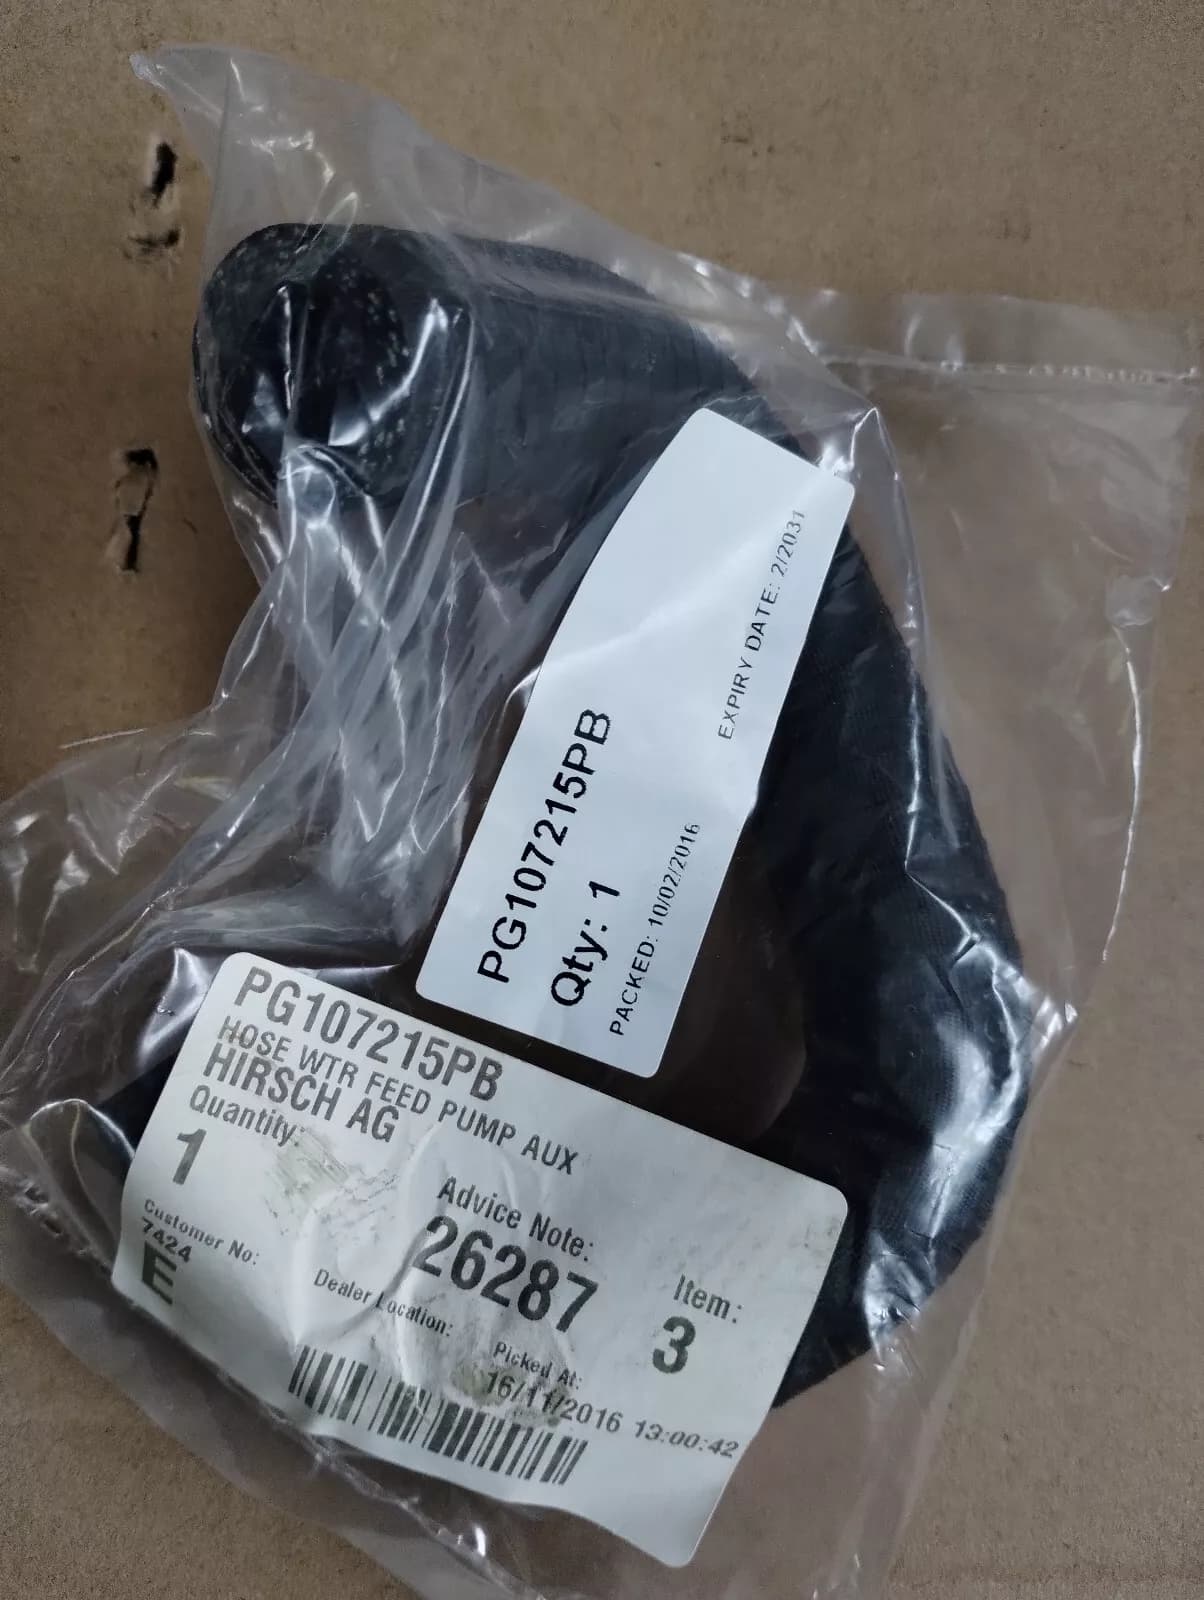 PG107215PB
Qty: 1
PACKED: 10/02/2016
EXPIRY DATE: 2/2031
PG107215PB
HOSE WTR FEED PUMP AUX
HIRSCH AG
Quantity:
1
Advice Note:
26287
Item:
3
Customer No:
7424
E
Dealer Location:
Picked At:
16/11/2016 13:00:42